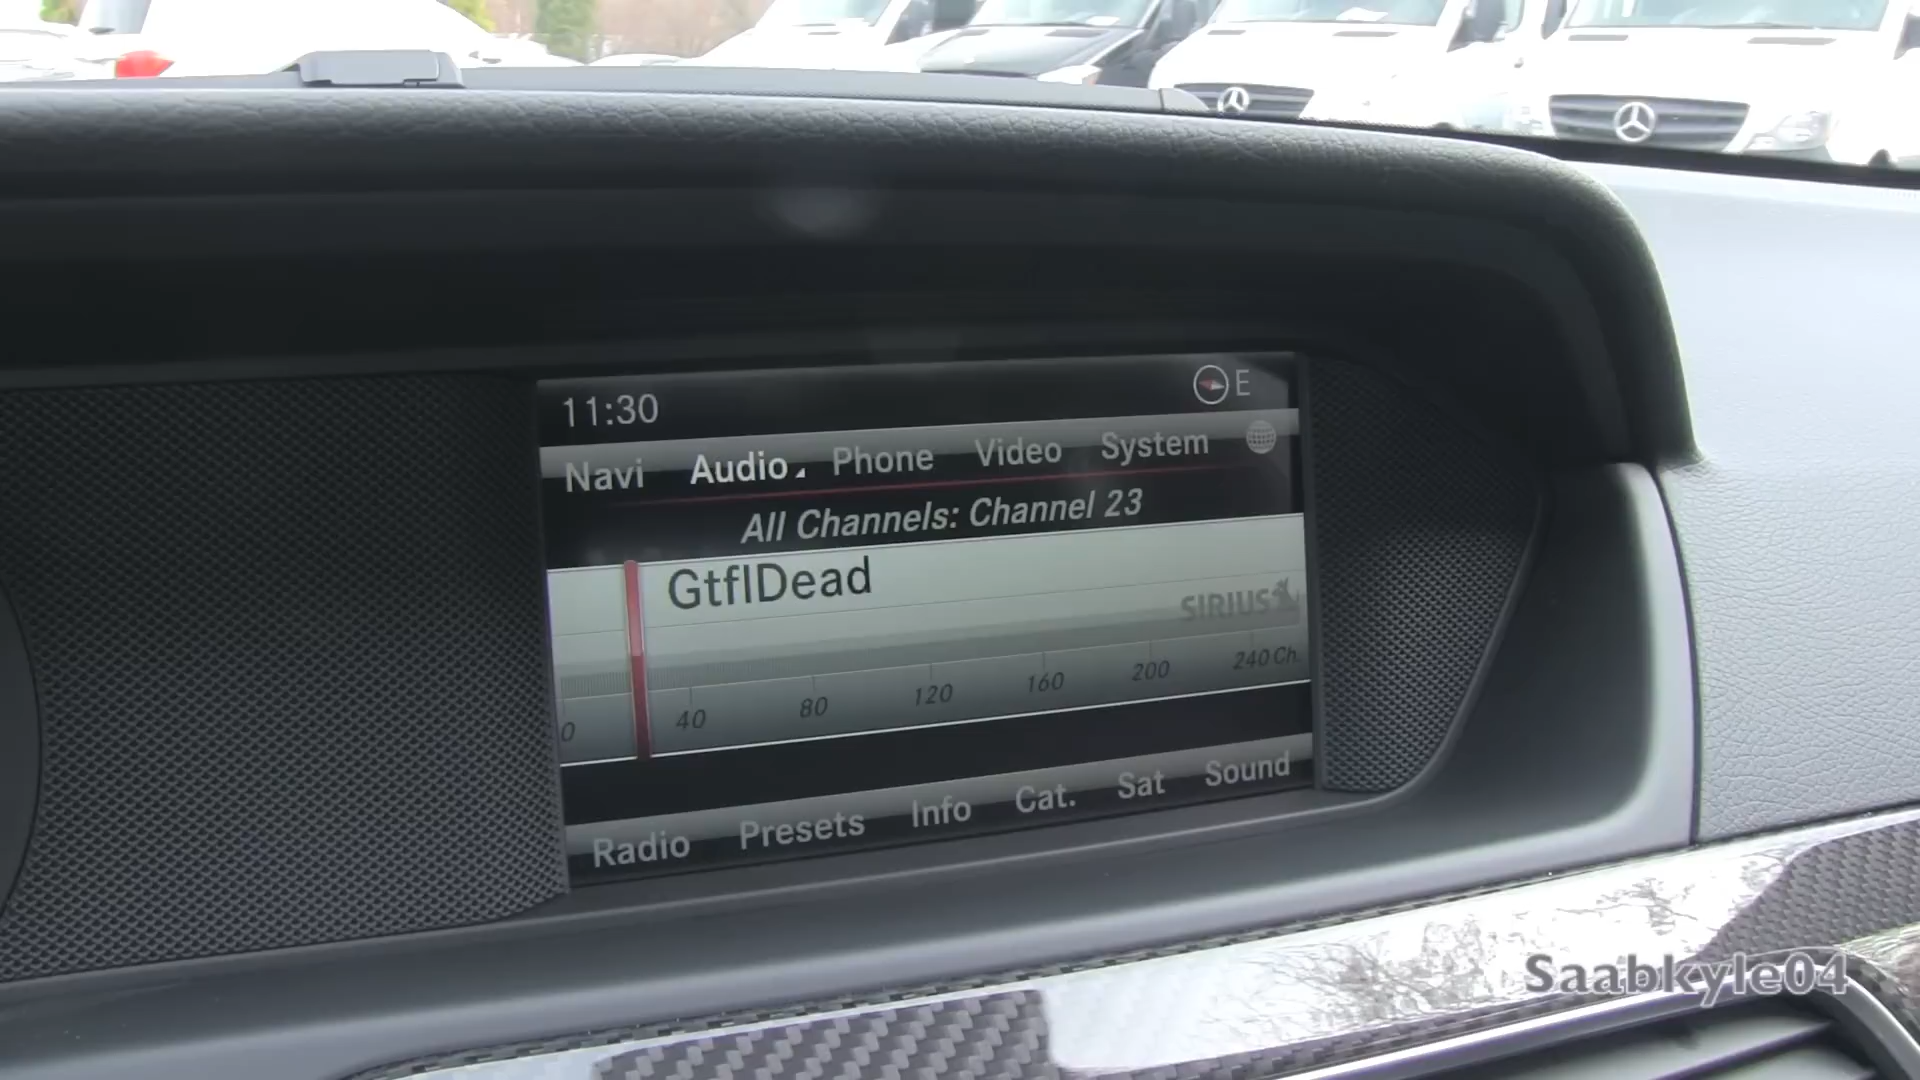 11:30
E
Navi Audio Phone Video System
All Channels: Channel 23
GtflDead
SIRIUS
0 40 80 120 160 200 240 Ch.
Radio Presets Info Cat. Sat Sound
Saabkyle04